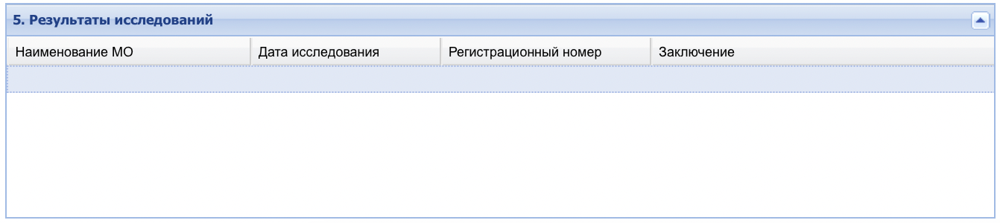 5. Результаты исследований
Наименование МО Дата исследования Регистрационный номер Заключение